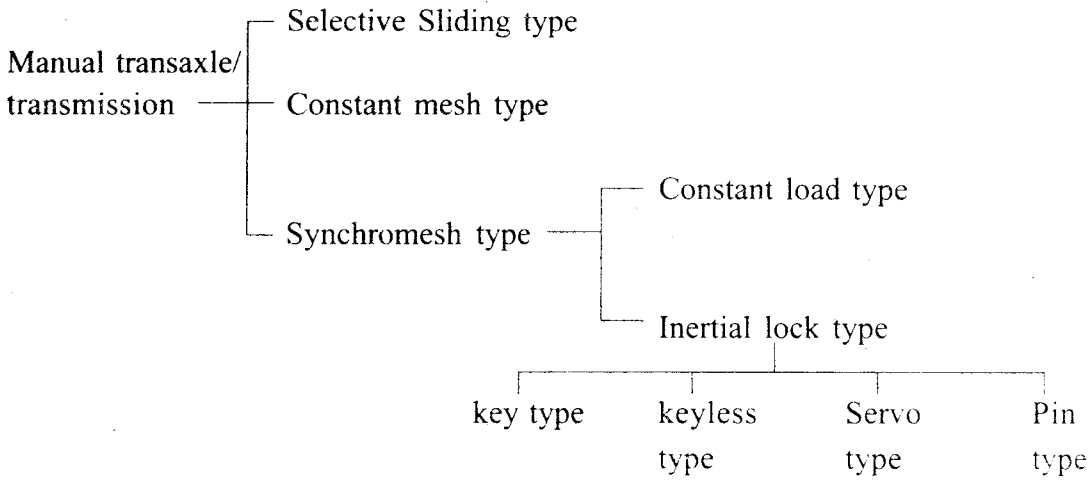 Selective Sliding type
Manual transaxle/
transmission
Constant mesh type
Constant load type
Synchromesh type
Inertial lock type
key type
keyless
type
Servo
type
Pin
type